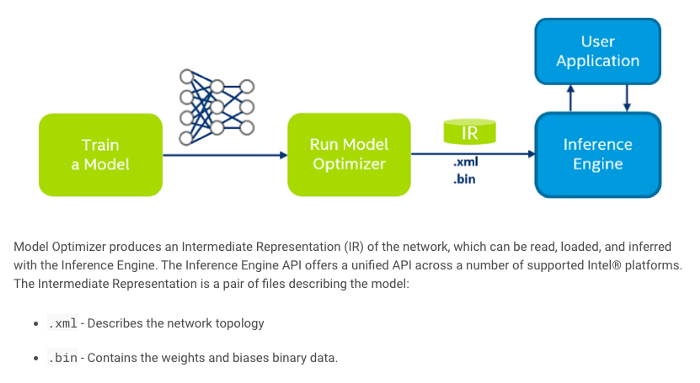 User
Application
Train
a Model
Run Model
Optimizer
IR
.xml
.bin
Inference
Engine
Model Optimizer produces an Intermediate Representation (IR) of the network, which can be read, loaded, and inferred
with the Inference Engine. The Inference Engine API offers a unified API across a number of supported Intel® platforms.
The Intermediate Representation is a pair of files describing the model:
• .xml - Describes the network topology
• .bin - Contains the weights and biases binary data.